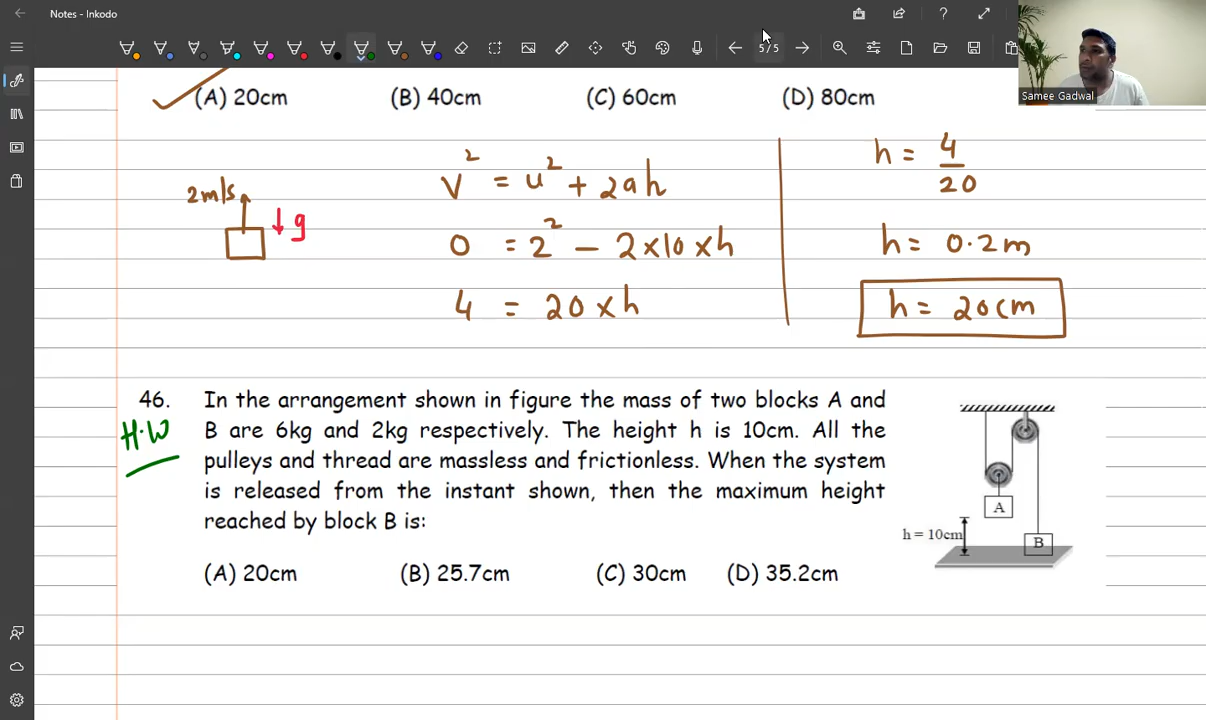 Notes - Inkodo
5/5
Samee Gadwal
(A) 20cm (B) 40cm (C) 60cm (D) 80cm
2m/s
g
v² = u² + 2ah
0 = 2² - 2x10xh
4 = 20xh
h = 4/20
h = 0.2m
h = 20cm
46. In the arrangement shown in figure the mass of two blocks A and
H.W
B are 6kg and 2kg respectively. The height h is 10cm. All the
pulleys and thread are massless and frictionless. When the system
is released from the instant shown, then the maximum height
reached by block B is:
(A) 20cm (B) 25.7cm (C) 30cm (D) 35.2cm
A
h = 10cm
B